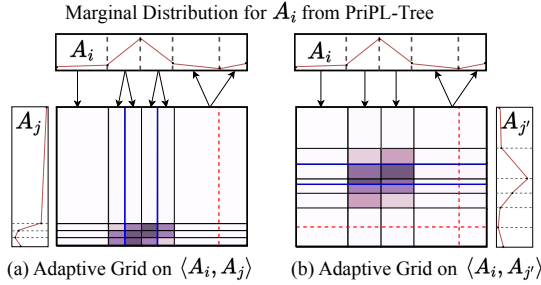 Marginal Distribution for A_i from PriPL-Tree
A_i
A_i
A_j
A_j'
(a) Adaptive Grid on ⟨A_i, A_j⟩
(b) Adaptive Grid on ⟨A_i, A_j'⟩